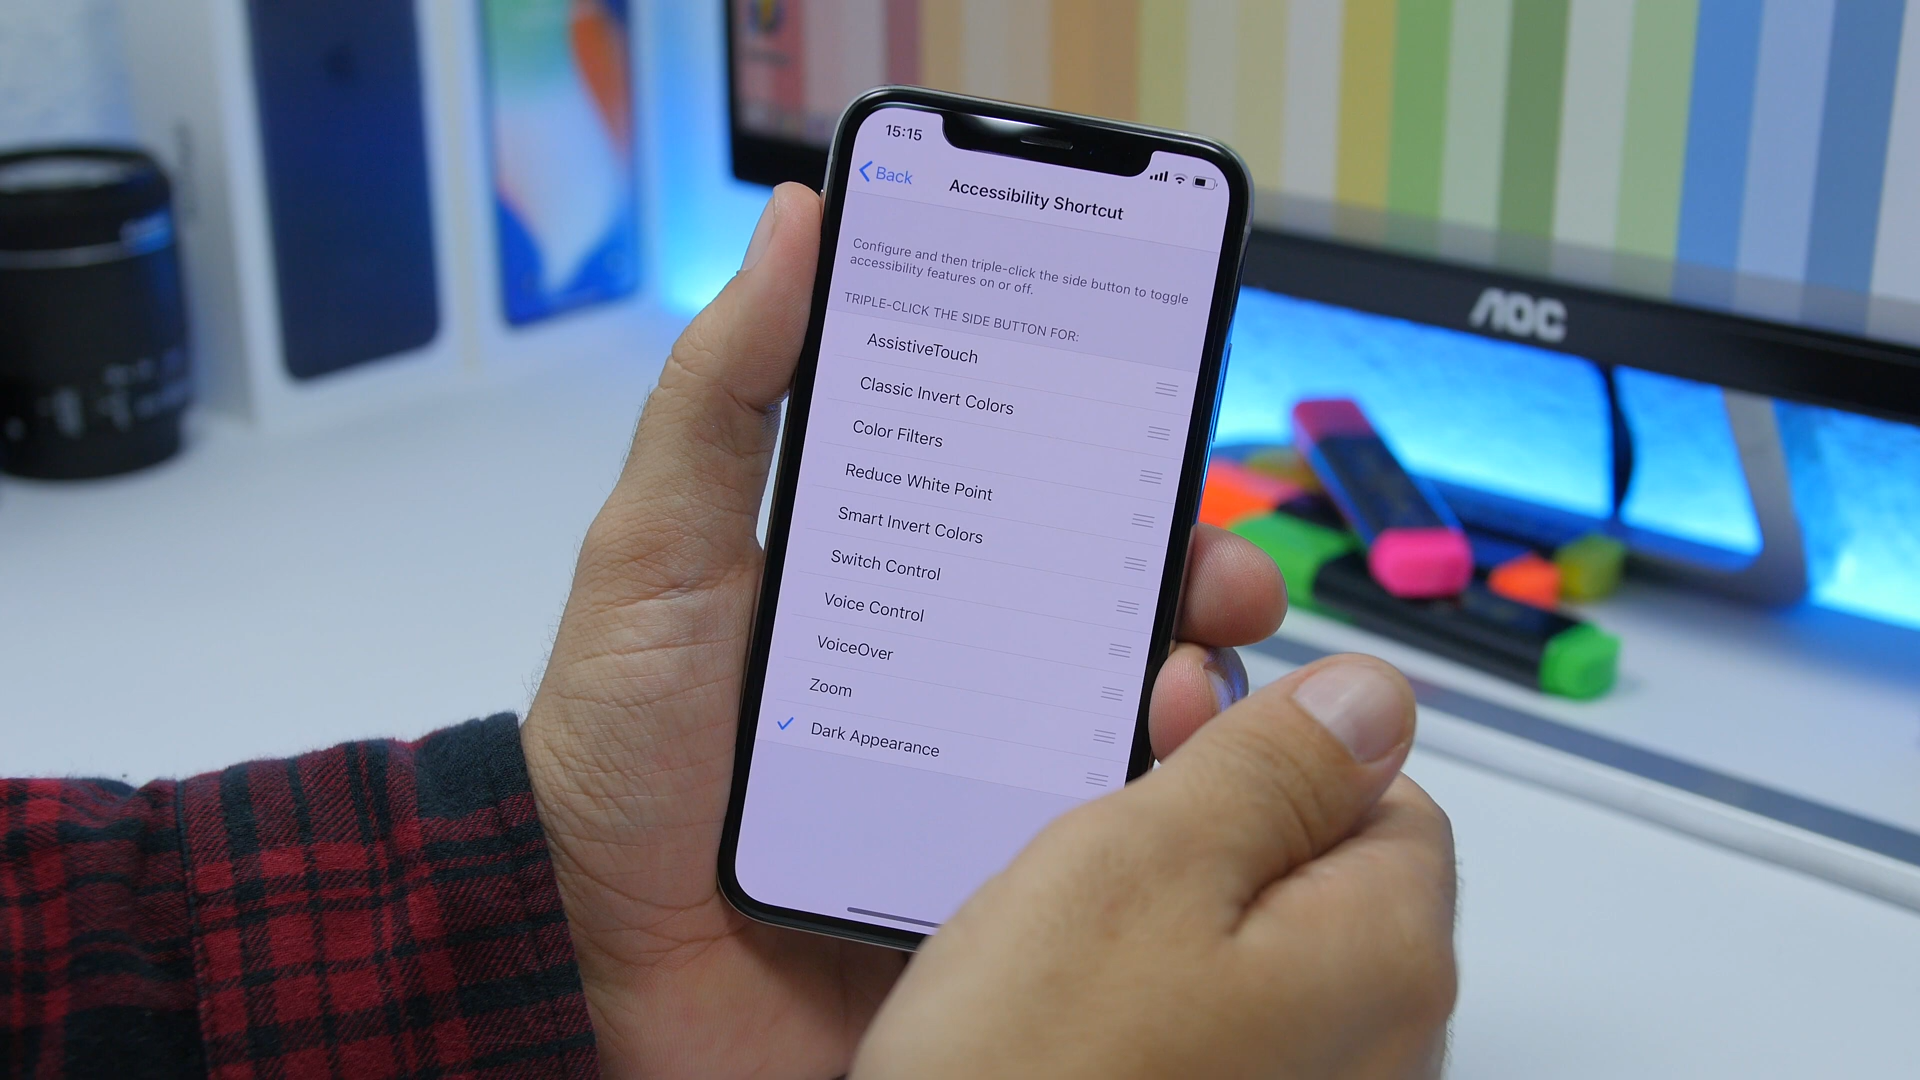 15:15
Back
Accessibility Shortcut
Configure and then triple-click the side button to toggle
accessibility features on or off.
TRIPLE-CLICK THE SIDE BUTTON FOR:
AssistiveTouch
Classic Invert Colors
Color Filters
Reduce White Point
Smart Invert Colors
Switch Control
Voice Control
VoiceOver
Zoom
Dark Appearance
AOC